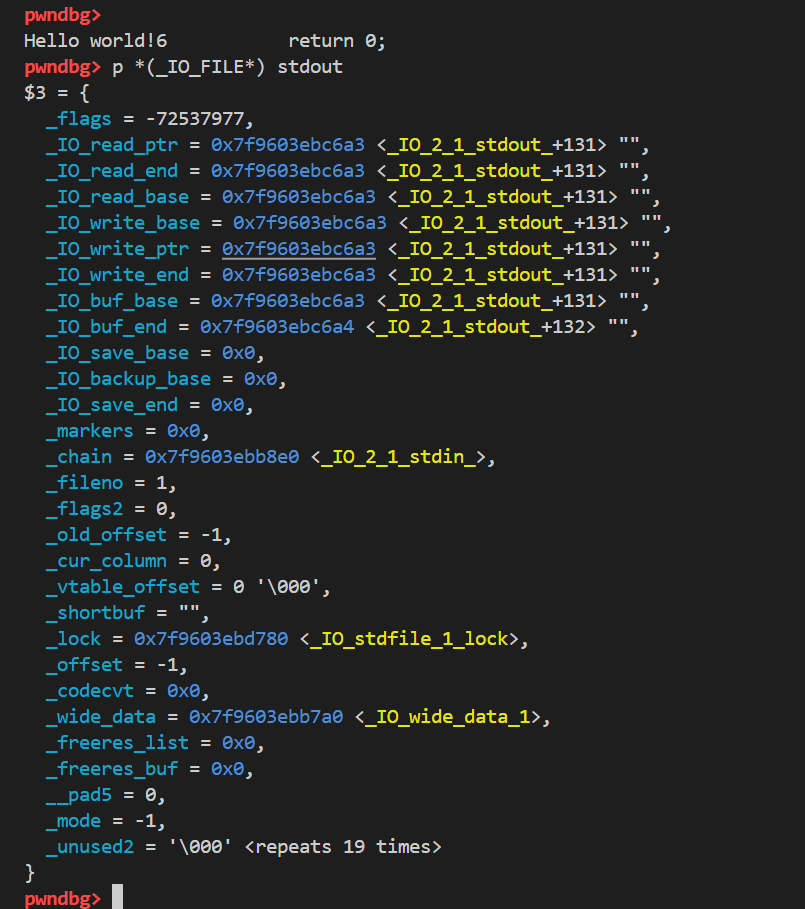 pwndbg>
Hello world!6           return 0;
pwndbg> p *(_IO_FILE*) stdout
$3 = {
  _flags = -72537977,
  _IO_read_ptr = 0x7f9603ebc6a3 <_IO_2_1_stdout_+131> "",
  _IO_read_end = 0x7f9603ebc6a3 <_IO_2_1_stdout_+131> "",
  _IO_read_base = 0x7f9603ebc6a3 <_IO_2_1_stdout_+131> "",
  _IO_write_base = 0x7f9603ebc6a3 <_IO_2_1_stdout_+131> "",
  _IO_write_ptr = 0x7f9603ebc6a3 <_IO_2_1_stdout_+131> "",
  _IO_write_end = 0x7f9603ebc6a3 <_IO_2_1_stdout_+131> "",
  _IO_buf_base = 0x7f9603ebc6a3 <_IO_2_1_stdout_+131> "",
  _IO_buf_end = 0x7f9603ebc6a4 <_IO_2_1_stdout_+132> "",
  _IO_save_base = 0x0,
  _IO_backup_base = 0x0,
  _IO_save_end = 0x0,
  _markers = 0x0,
  _chain = 0x7f9603ebb8e0 <_IO_2_1_stdin_>,
  _fileno = 1,
  _flags2 = 0,
  _old_offset = -1,
  _cur_column = 0,
  _vtable_offset = 0 '\000',
  _shortbuf = "",
  _lock = 0x7f9603ebd780 <_IO_stdfile_1_lock>,
  _offset = -1,
  _codecvt = 0x0,
  _wide_data = 0x7f9603ebb7a0 <_IO_wide_data_1>,
  _freeres_list = 0x0,
  _freeres_buf = 0x0,
  __pad5 = 0,
  _mode = -1,
  _unused2 = '\000' <repeats 19 times>
}
pwndbg>